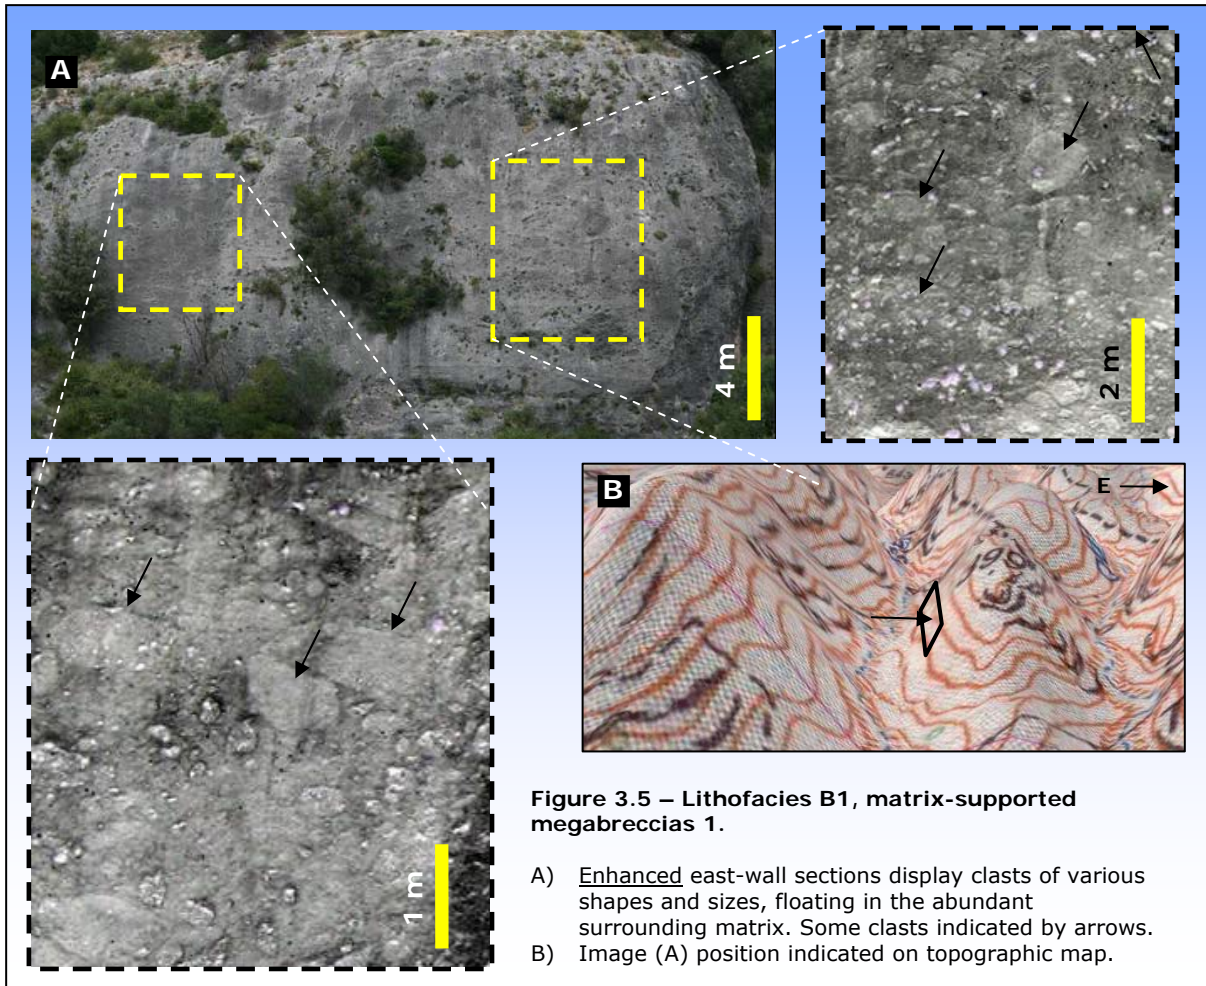 A
4 m
2 m
1 m
B
E
Figure 3.5 – Lithofacies B1, matrix-supported
megabreccias 1.
A) Enhanced east-wall sections display clasts of various
shapes and sizes, floating in the abundant
surrounding matrix. Some clasts indicated by arrows.
B) Image (A) position indicated on topographic map.